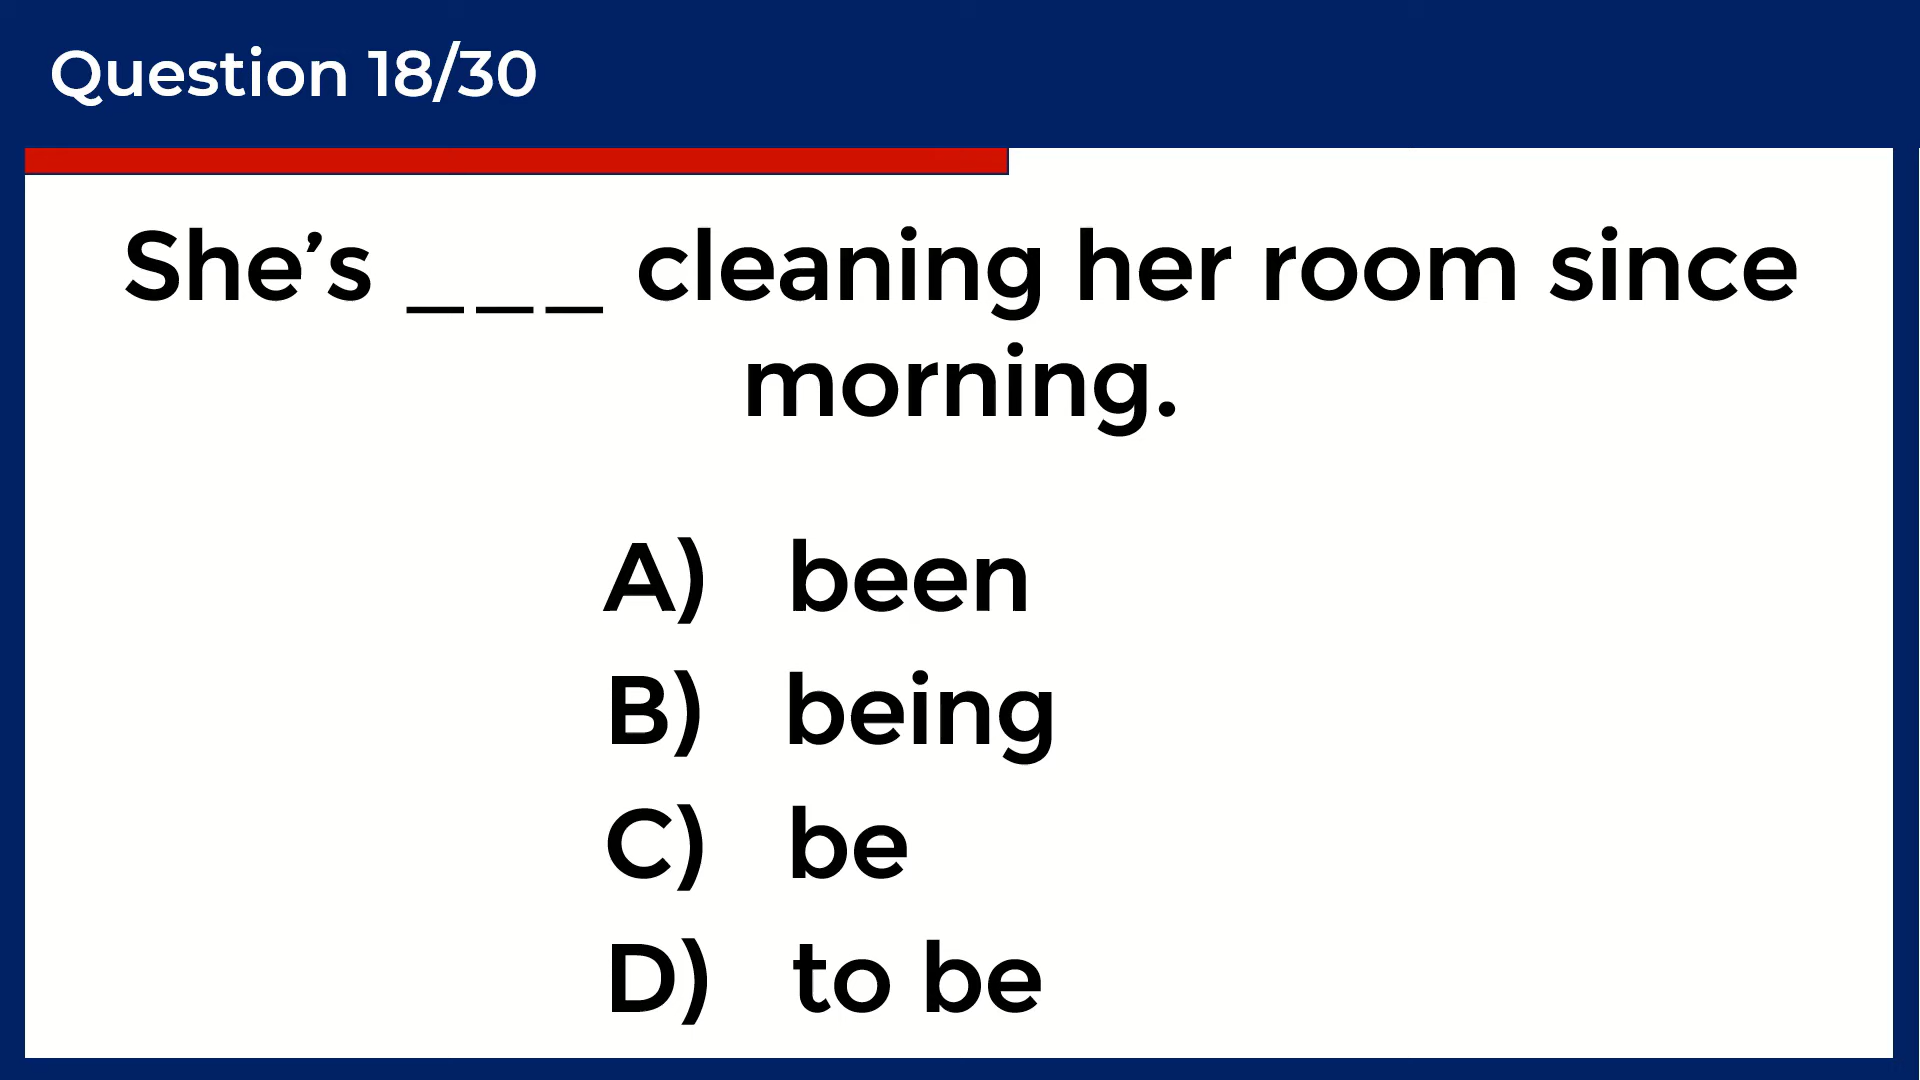 Question 18/30
She’s ___ cleaning her room since
morning.
A) been
B) being
C) be
D) to be